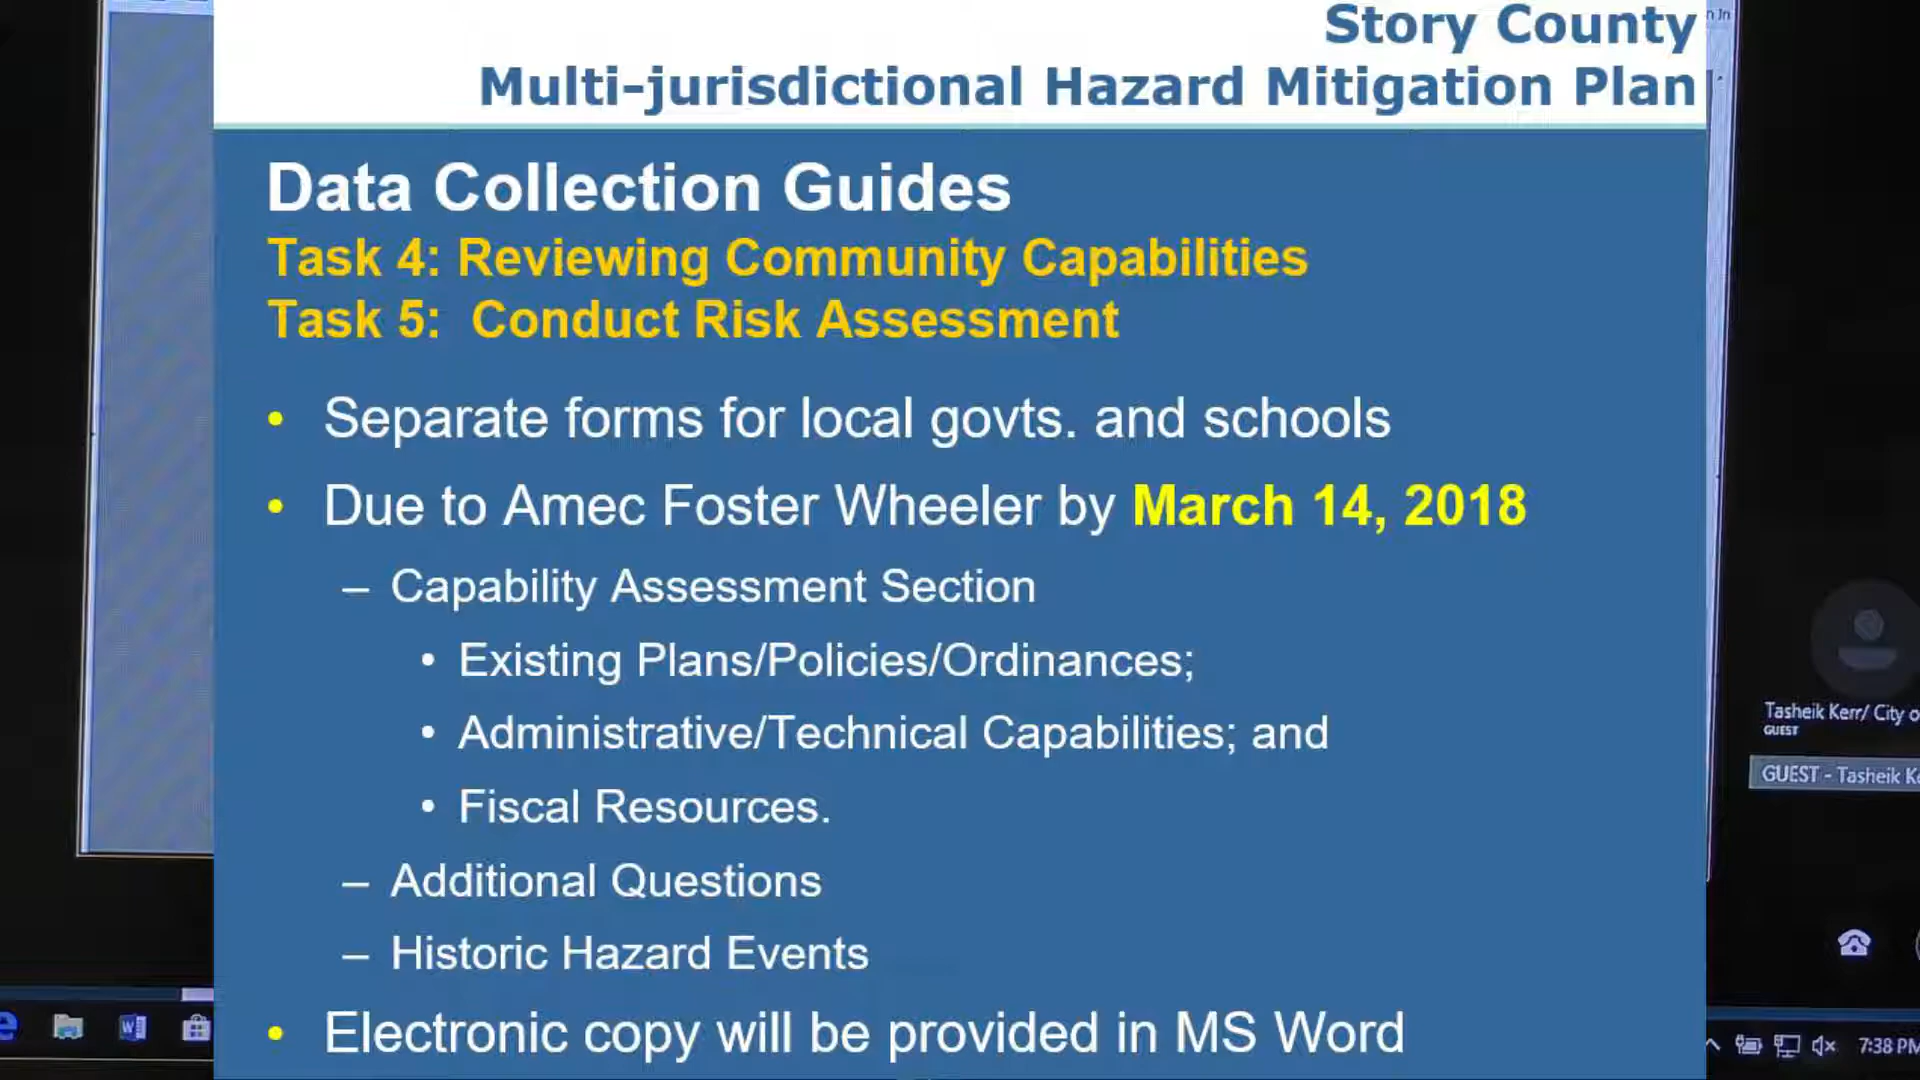 Story County
Multi-jurisdictional Hazard Mitigation Plan
Data Collection Guides
Task 4: Reviewing Community Capabilities
Task 5: Conduct Risk Assessment
• Separate forms for local govts. and schools
• Due to Amec Foster Wheeler by March 14, 2018
– Capability Assessment Section
• Existing Plans/Policies/Ordinances;
• Administrative/Technical Capabilities; and
• Fiscal Resources.
– Additional Questions
– Historic Hazard Events
• Electronic copy will be provided in MS Word
Tasheik Kerr/ City
GUEST
GUEST - Tasheik
7:38 PM